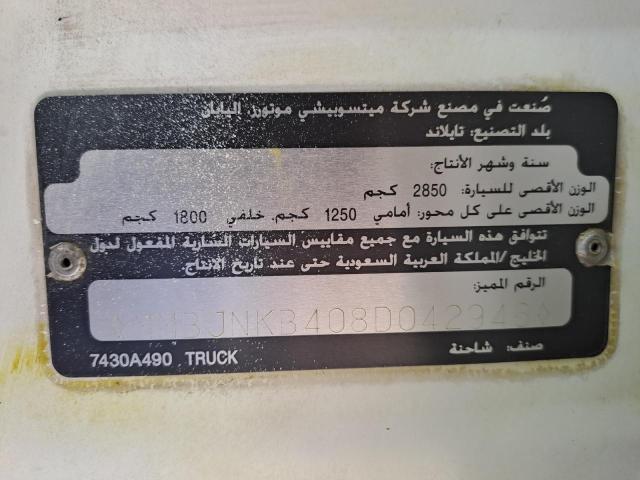 صُنعت في مصنع شركة ميتسوبيشي موتورز. اليابان
بلد التصنيع: تايلاند
سنة وشهر الأنتاج:
الوزن الأقصى للسيارة: 2850 كجم
الوزن الأقصى على كل محور: أمامي 1250 كجم. خلفي 1800 كجم
تتوافق هذه السيارة مع جميع مقاييس السيارات السارية المفعول لدول
الخليج/المملكة العربية السعودية حتى عند تاريخ الأنتاج.
الرقم المميز:
صنف: شاحنة
7430A490 TRUCK